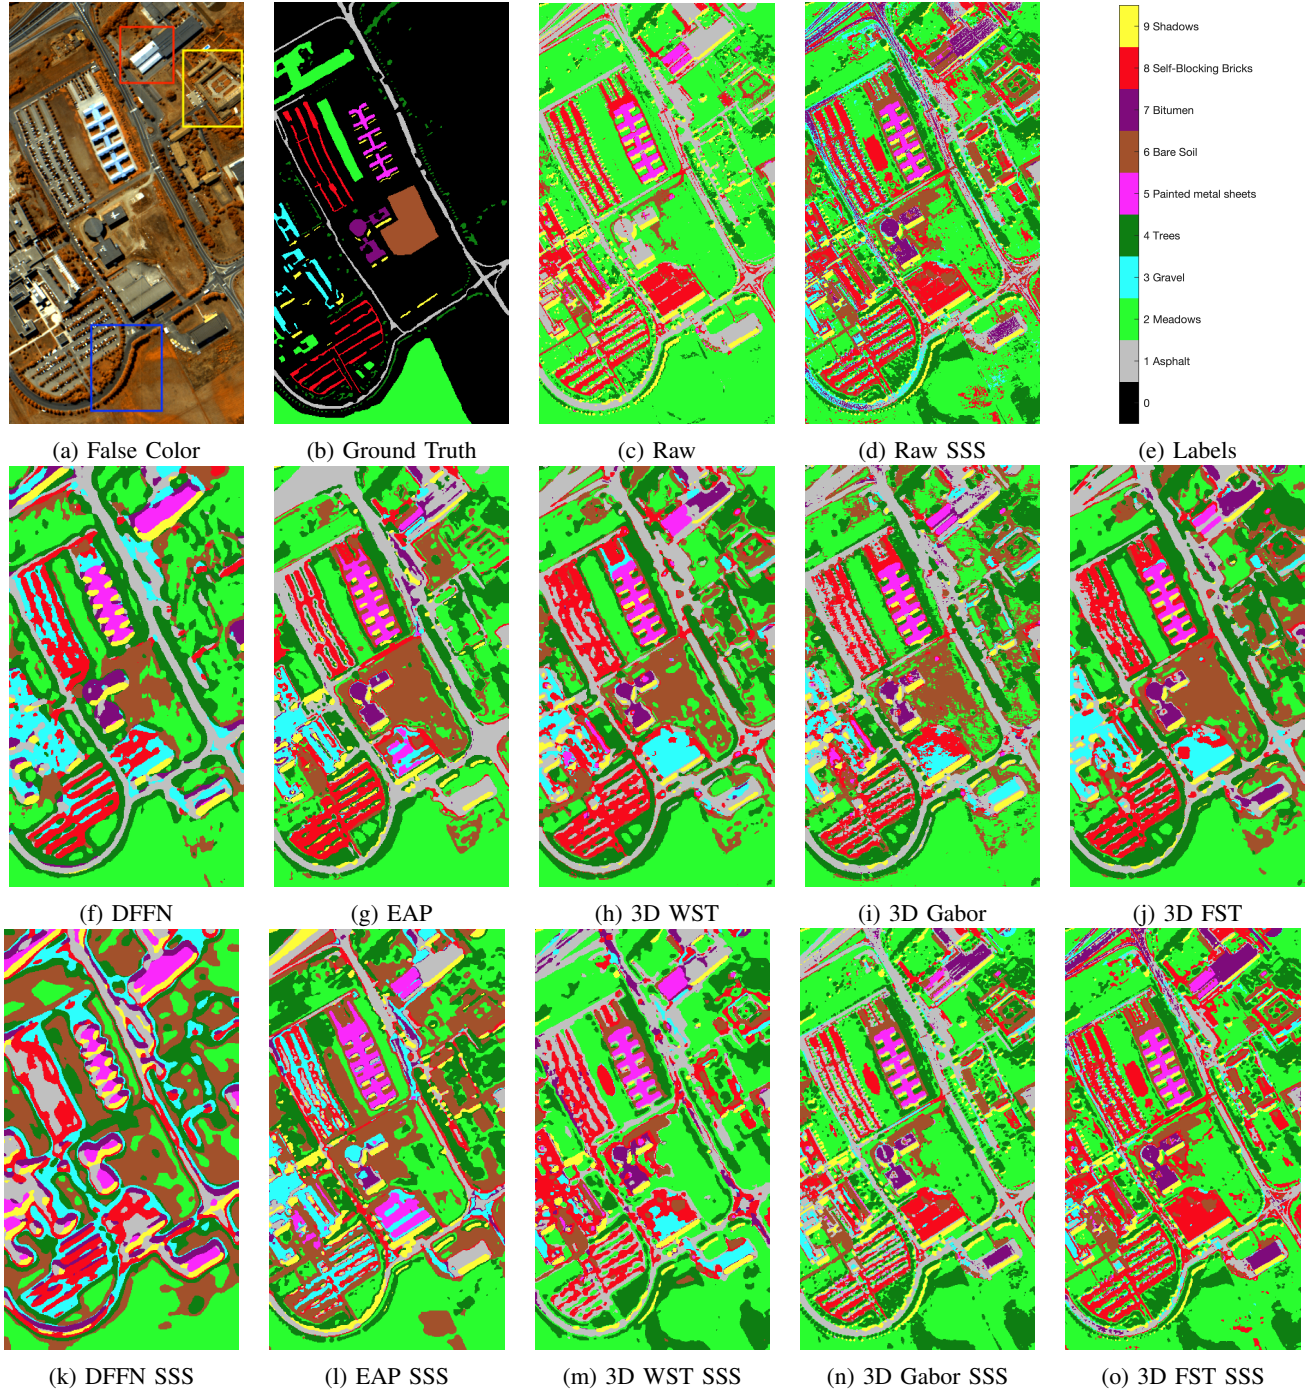 9 Shadows
8 Self-Blocking Bricks
7 Bitumen
6 Bare Soil
5 Painted metal sheets
4 Trees
3 Gravel
2 Meadows
1 Asphalt
0
(a) False Color
(b) Ground Truth
(c) Raw
(d) Raw SSS
(e) Labels
(f) DFFN
(g) EAP
(h) 3D WST
(i) 3D Gabor
(j) 3D FST
(k) DFFN SSS
(l) EAP SSS
(m) 3D WST SSS
(n) 3D Gabor SSS
(o) 3D FST SSS